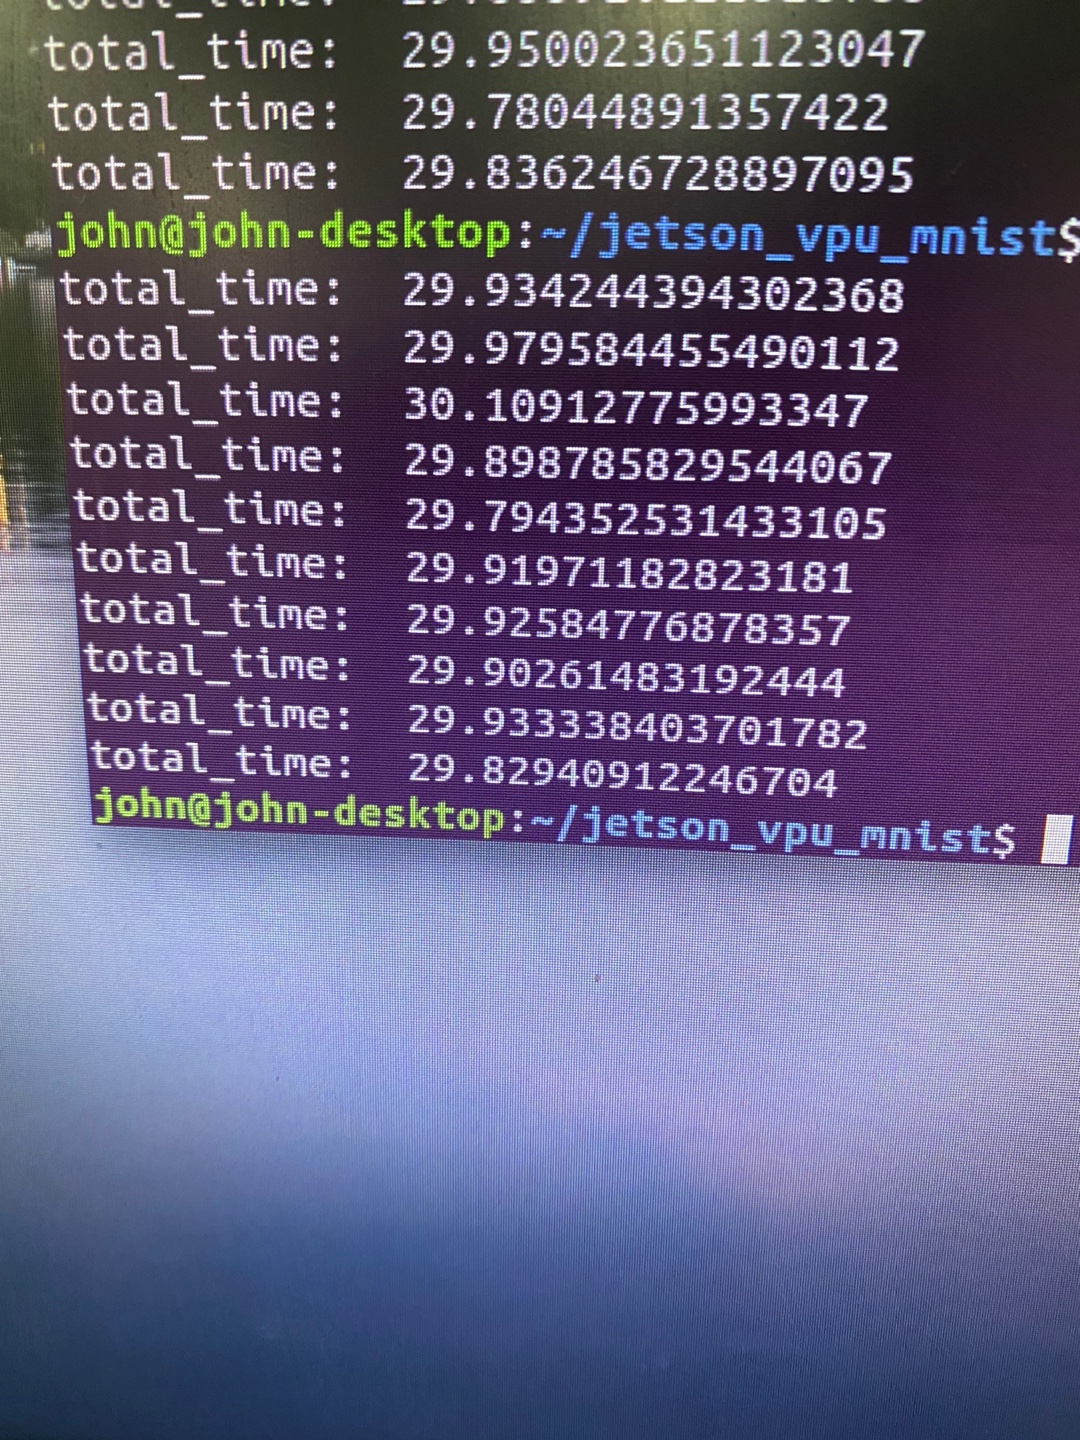 total_time:  29.950023651123047
total_time:  29.78044891357422
total_time:  29.836246728897095
john@john-desktop:~/jetson_vpu_mnist$
total_time:  29.934244394302368
total_time:  29.979584455490112
total_time:  30.10912775993347
total_time:  29.898785829544067
total_time:  29.794352531433105
total_time:  29.91971182823181
total_time:  29.92584776878357
total_time:  29.90261483192444
total_time:  29.933338403701782
total_time:  29.82940912246704
john@john-desktop:~/jetson_vpu_mnist$